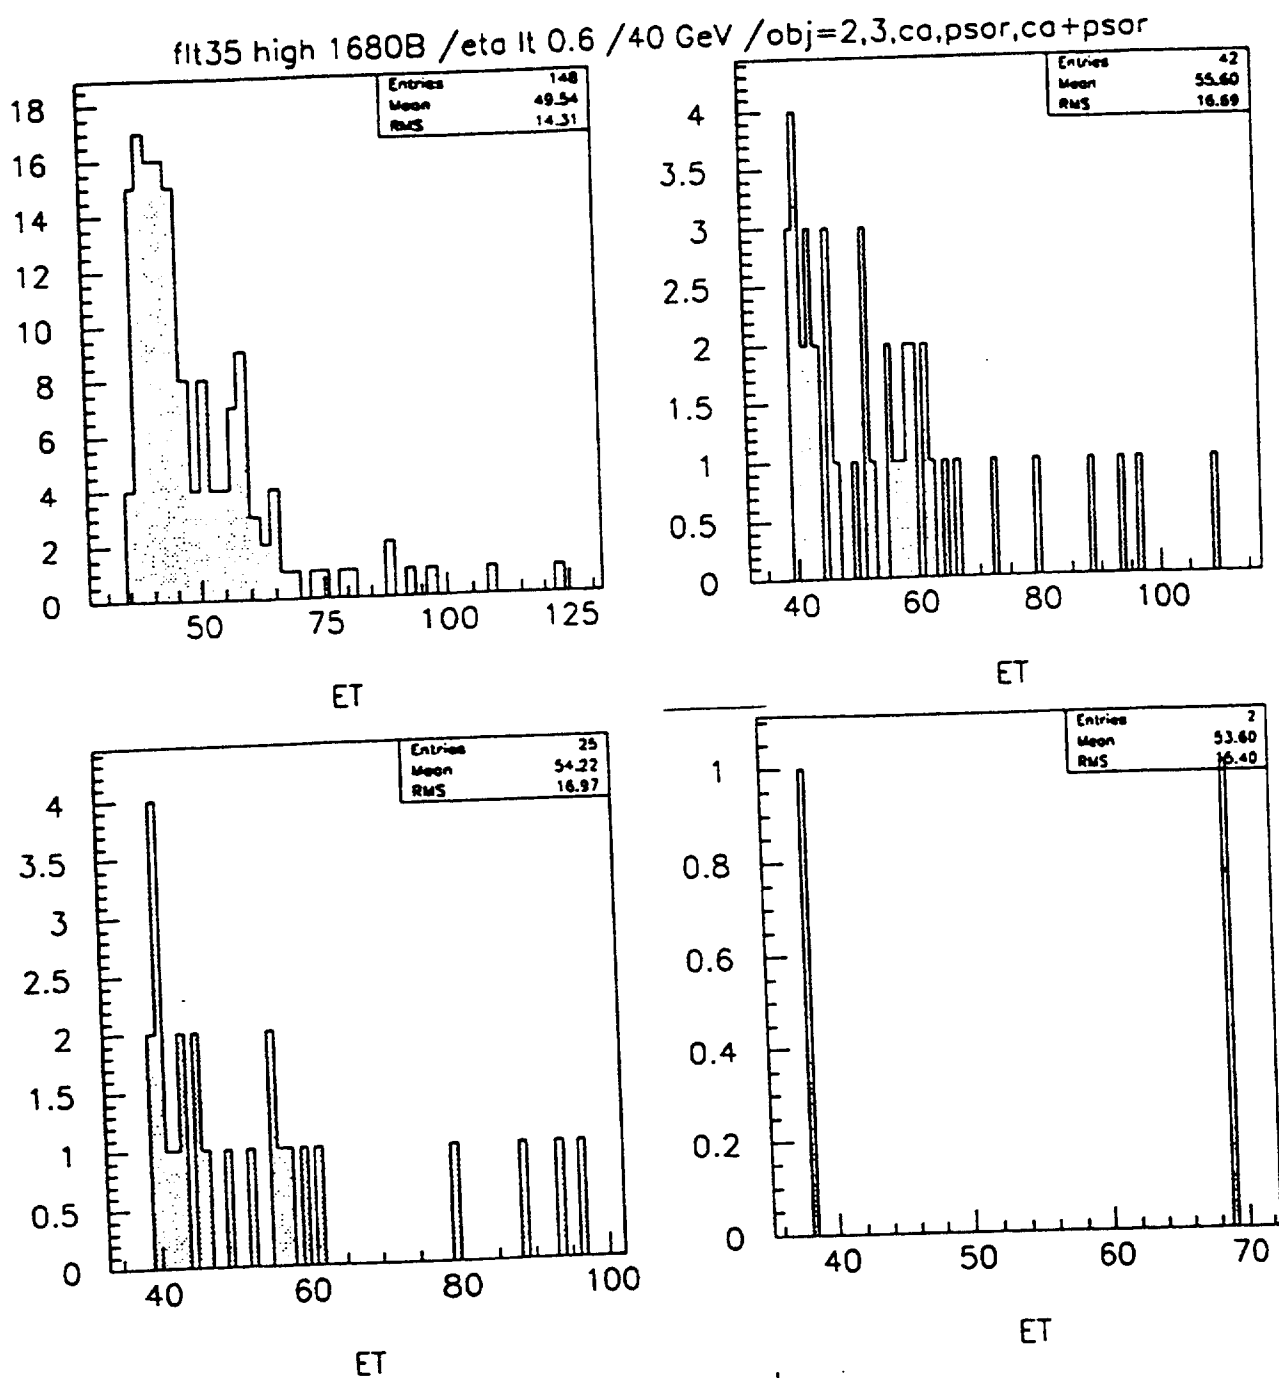 flt35 high 1680B /eta lt 0.6 /40 GeV /obj=2,3,ca,psor,ca+psor
Entries 148
Mean 49.54
RMS 14.31
18
16
14
12
10
8
6
4
2
0
50 75 100 125
ET
Entries 42
Mean 55.60
RMS 16.69
4
3.5
3
2.5
2
1.5
1
0.5
0
40 60 80 100
ET
Entries 25
Mean 54.22
RMS 16.97
4
3.5
3
2.5
2
1.5
1
0.5
0
40 60 80 100
ET
Entries 2
Mean 53.60
RMS 15.40
1
0.8
0.6
0.4
0.2
0
40 50 60 70
ET